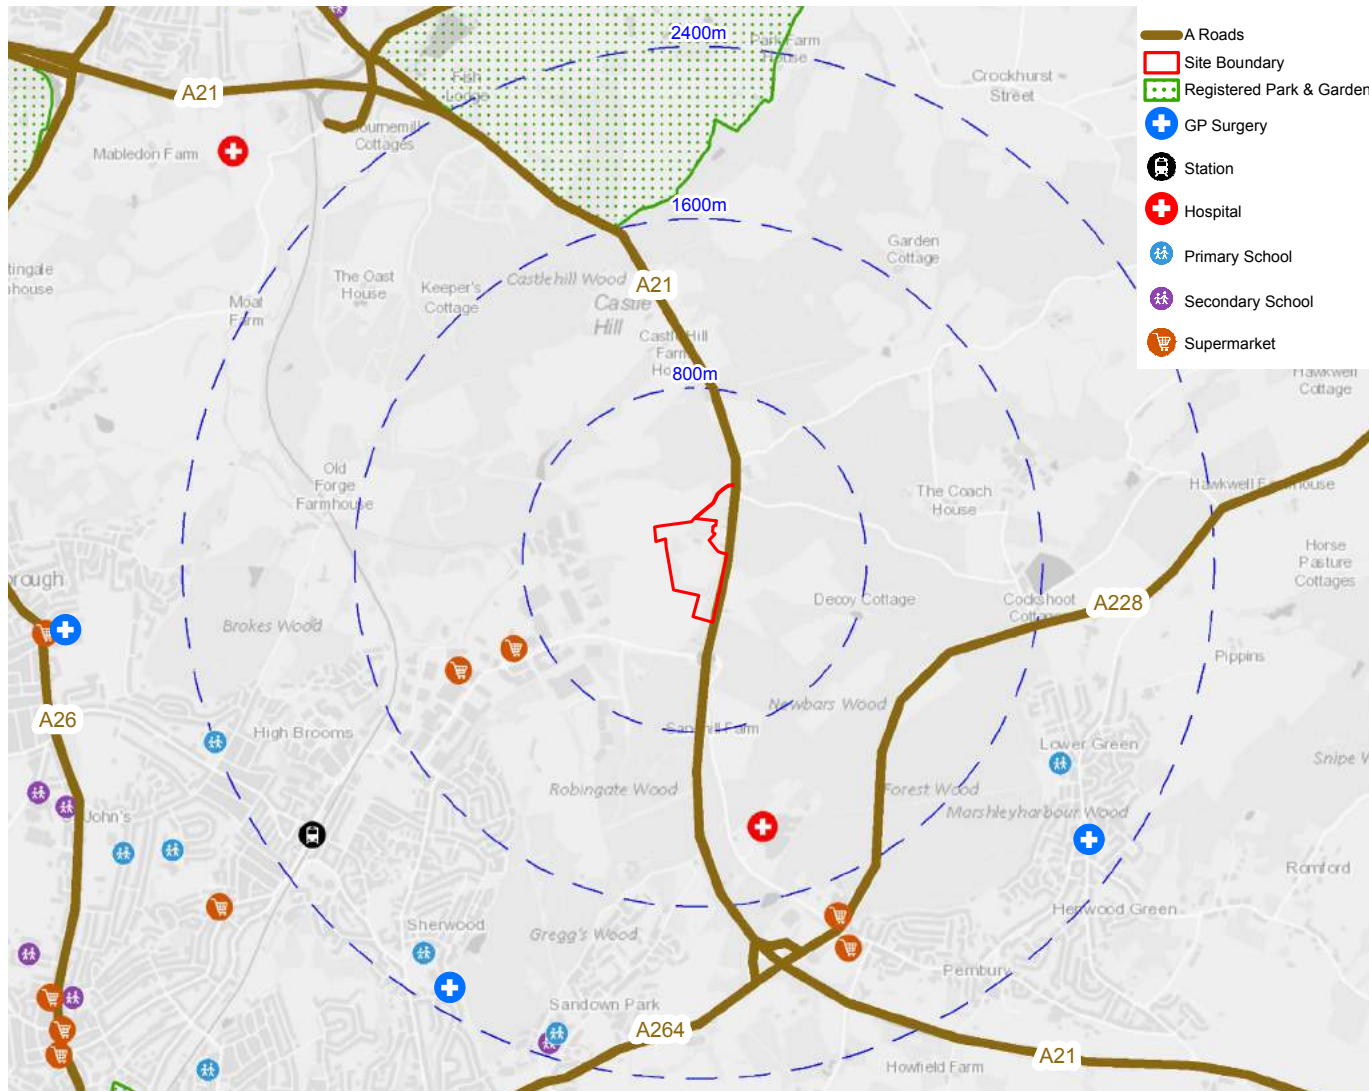 2400m
Park Farm
House
Fish
Lodge
Crockhurst
Street
A21
Bournemill
Cottages
Mabledon Farm
1600m
Garden
Cottage
The Oast
House
Keeper's
Cottage
Castlehill Wood
A21
Castle
Hill
Moat
Farm
Castle Hill
Farm
800m
Hawkwell
Cottage
Old
Forge
Farmhouse
The Coach
House
Hawkwell Farmhouse
Horse
Pasture
Cottages
Decoy Cottage
Cockshoot
A228
Brokes Wood
Pippins
A26
High Brooms
Newbars Wood
Lower Green
Snipe W
Robingate Wood
Forest Wood
Marshleyharbour Wood
John's
Romford
Henwood Green
Sherwood
Gregg's Wood
Pembury
Sandown Park
A264
A21
Howfield Farm
A Roads
Site Boundary
Registered Park & Garden
GP Surgery
Station
Hospital
Primary School
Secondary School
Supermarket